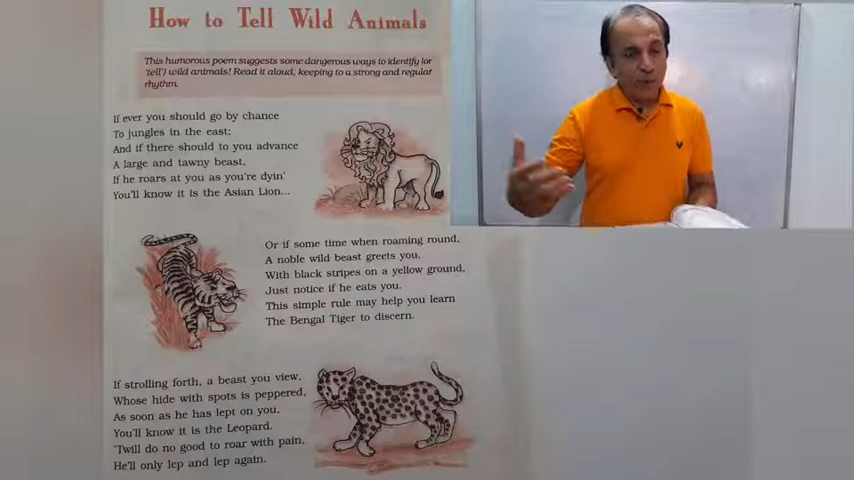 How to Tell Wild Animals
This humorous poem suggests some dangerous ways to identify (or
'tell') wild animals! Read it aloud, keeping to a strong and regular
rhythm.
If ever you should go by chance
To jungles in the east;
And if there should to you advance
A large and tawny beast,
If he roars at you as you're dyin'
You'll know it is the Asian Lion...
Or if some time when roaming round,
A noble wild beast greets you,
With black stripes on a yellow ground,
Just notice if he eats you.
This simple rule may help you learn
The Bengal Tiger to discern.
If strolling forth, a beast you view,
Whose hide with spots is peppered,
As soon as he has lept on you,
You'll know it is the Leopard.
'Twill do no good to roar with pain,
He'll only lep and lep again.